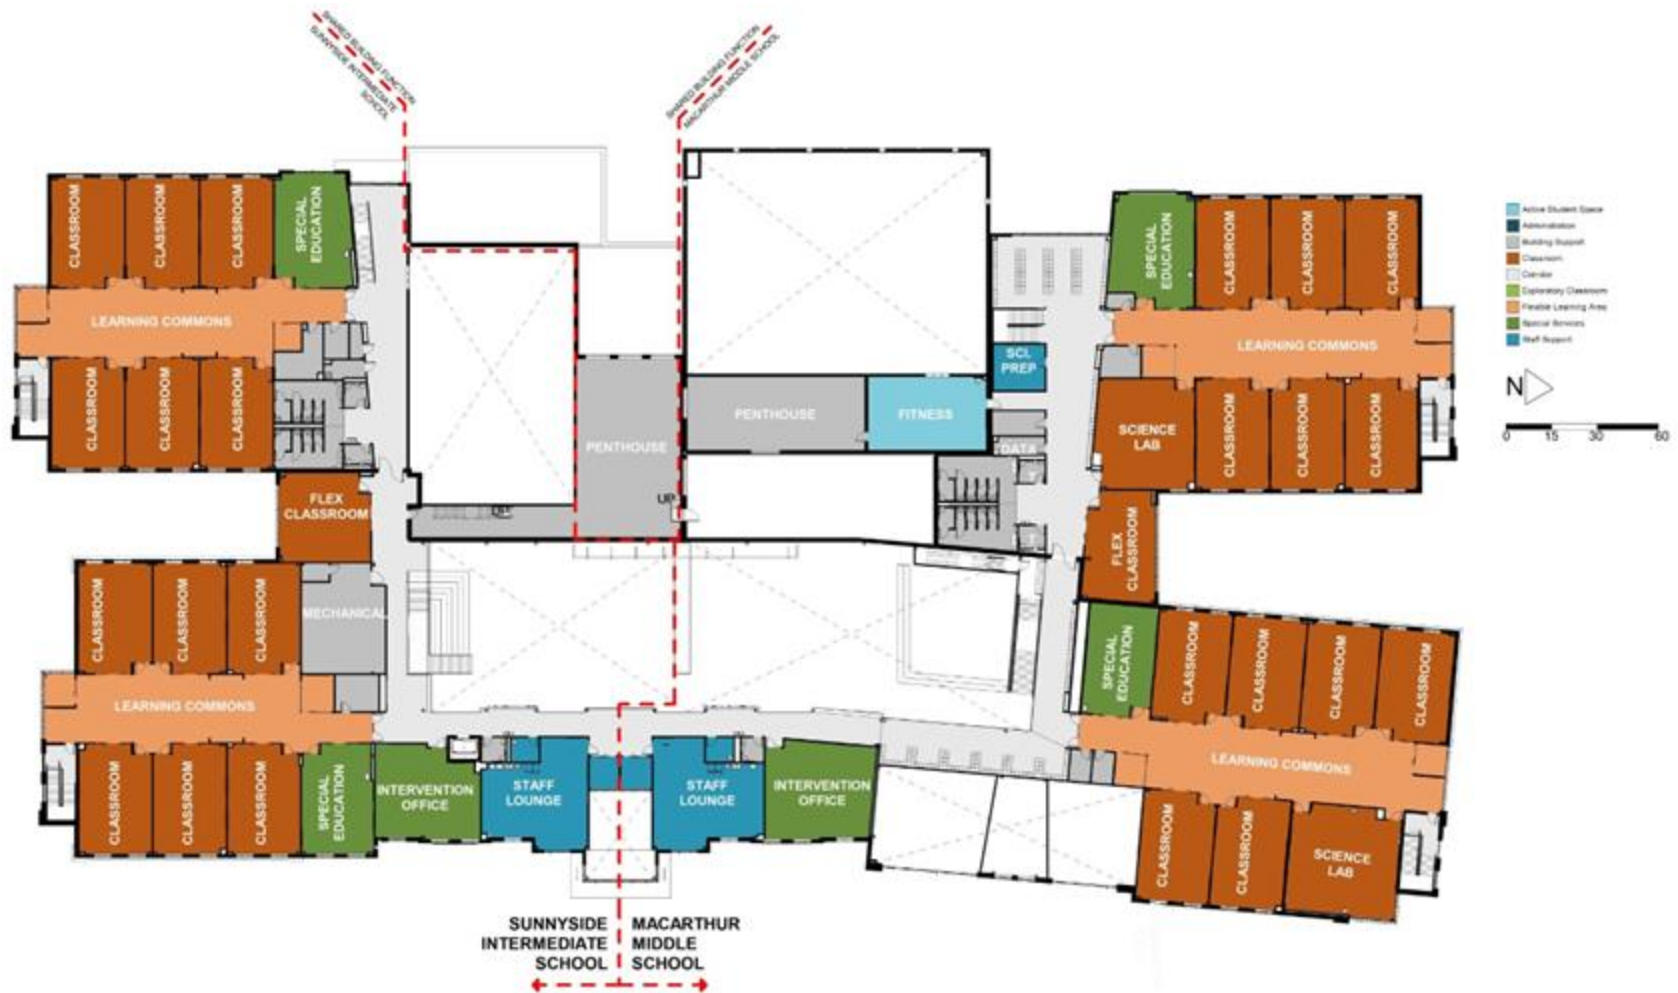 SHARED BUILDING FUNCTION
SUNNYSIDE INTERMEDIATE
SCHOOL
SHARED BUILDING FUNCTION
MACARTHUR MIDDLE SCHOOL
CLASSROOM
CLASSROOM
CLASSROOM
SPECIAL
EDUCATION
LEARNING COMMONS
CLASSROOM
CLASSROOM
CLASSROOM
FLEX
CLASSROOM
CLASSROOM
CLASSROOM
CLASSROOM
MECHANICAL
LEARNING COMMONS
CLASSROOM
CLASSROOM
CLASSROOM
SPECIAL
EDUCATION
INTERVENTION
OFFICE
STAFF
LOUNGE
STAFF
LOUNGE
INTERVENTION
OFFICE
PENTHOUSE
UP
PENTHOUSE
FITNESS
SCI.
PREP
DATA
SPECIAL
EDUCATION
CLASSROOM
CLASSROOM
CLASSROOM
LEARNING COMMONS
SCIENCE
LAB
CLASSROOM
CLASSROOM
CLASSROOM
FLEX
CLASSROOM
SPECIAL
EDUCATION
CLASSROOM
CLASSROOM
CLASSROOM
CLASSROOM
LEARNING COMMONS
CLASSROOM
CLASSROOM
SCIENCE
LAB
SUNNYSIDE
INTERMEDIATE
SCHOOL
MACARTHUR
MIDDLE
SCHOOL
Active Student Space
Administration
Building Support
Classroom
Corridor
Exploratory Classroom
Flexible Learning Area
Special Services
Staff Support
N
0 15 30 60